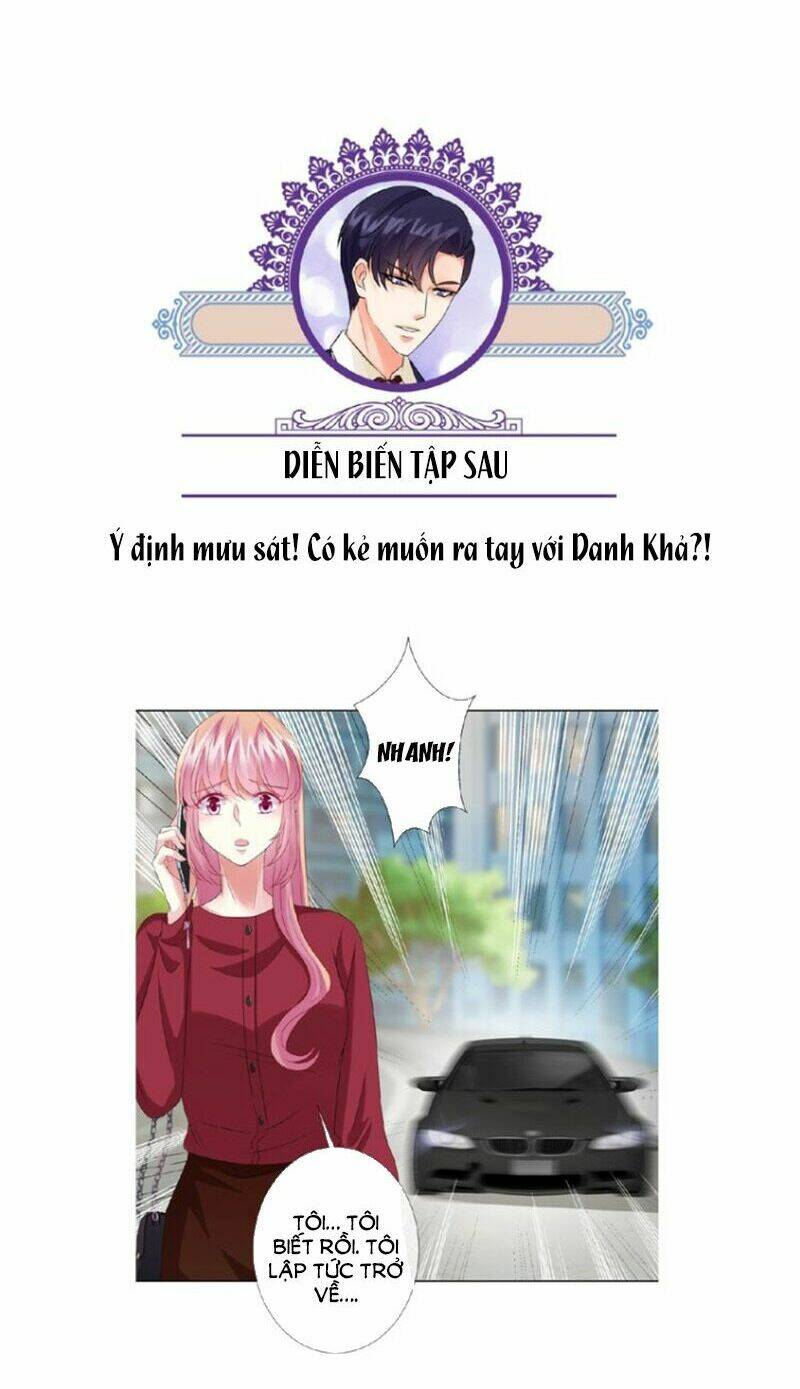 DIỄN BIẾN TẬP SAU
Ý định mưu sát! Có kẻ muốn ra tay với Danh Khả?!
NHANH!
TÔI... TÔI
BIẾT RỒI. TÔI
LẬP TỨC TRỞ
VỀ....